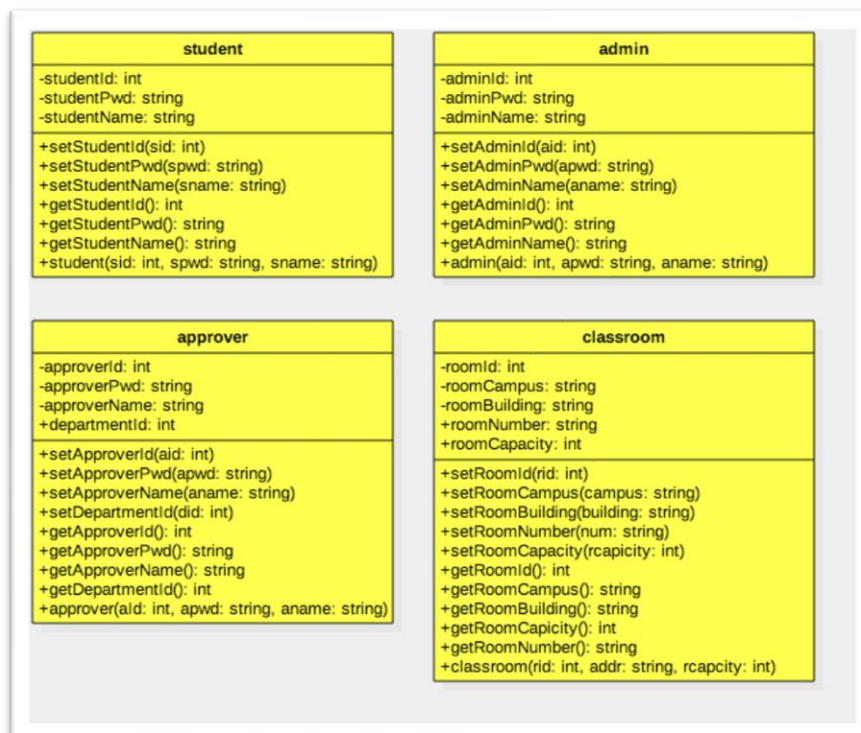 student
-studentId: int
-studentPwd: string
-studentName: string
+setStudentId(sid: int)
+setStudentPwd(spwd: string)
+setStudentName(sname: string)
+getStudentId(): int
+getStudentPwd(): string
+getStudentName(): string
+student(sid: int, spwd: string, sname: string)
admin
-adminId: int
-adminPwd: string
-adminName: string
+setAdminId(aid: int)
+setAdminPwd(apwd: string)
+setAdminName(aname: string)
+getAdminId(): int
+getAdminPwd(): string
+getAdminName(): string
+admin(aid: int, apwd: string, aname: string)
approver
-approverId: int
-approverPwd: string
-approverName: string
+departmentId: int
+setApproverId(aid: int)
+setApproverPwd(apwd: string)
+setApproverName(aname: string)
+setDepartmentId(did: int)
+getApproverId(): int
+getApproverPwd(): string
+getApproverName(): string
+getDepartmentId(): int
+approver(aId: int, apwd: string, aname: string)
classroom
-roomId: int
-roomCampus: string
-roomBuilding: string
+roomNumber: string
+roomCapacity: int
+setRoomId(rid: int)
+setRoomCampus(campus: string)
+setRoomBuilding(building: string)
+setRoomNumber(num: string)
+setRoomCapacity(rcapicity: int)
+getRoomId(): int
+getRoomCampus(): string
+getRoomBuilding(): string
+getRoomCapicity(): int
+getRoomNumber(): string
+classroom(rid: int, addr: string, rcapcity: int)